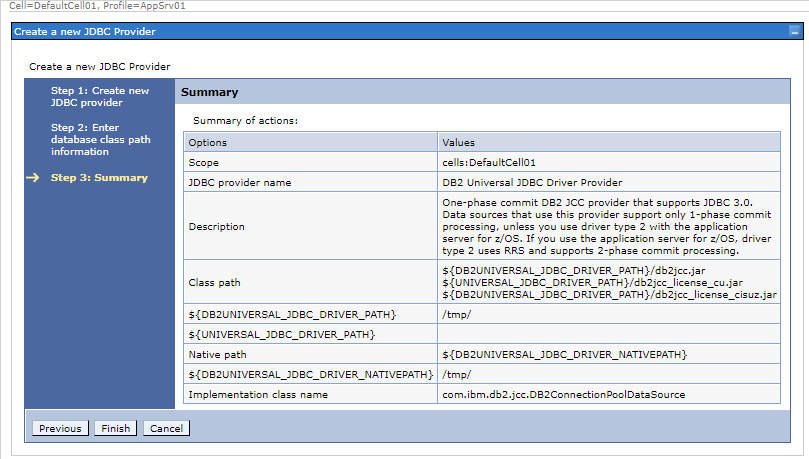 Cell=DefaultCell01, Profile=AppSrv01
Create a new JDBC Provider
Create a new JDBC Provider
Step 1: Create new
JDBC provider
Step 2: Enter
database class path
information
Step 3: Summary
Summary
Summary of actions:
Options Values
Scope cells:DefaultCell01
JDBC provider name DB2 Universal JDBC Driver Provider
Description
One-phase commit DB2 JCC provider that supports JDBC 3.0.
Data sources that use this provider support only 1-phase commit
processing, unless you use driver type 2 with the application
server for z/OS. If you use the application server for z/OS, driver
type 2 uses RRS and supports 2-phase commit processing.
Class path
${DB2UNIVERSAL_JDBC_DRIVER_PATH}/db2jcc.jar
${UNIVERSAL_JDBC_DRIVER_PATH}/db2jcc_license_cu.jar
${DB2UNIVERSAL_JDBC_DRIVER_PATH}/db2jcc_license_cisuz.jar
${DB2UNIVERSAL_JDBC_DRIVER_PATH} /tmp/
${UNIVERSAL_JDBC_DRIVER_PATH}
Native path ${DB2UNIVERSAL_JDBC_DRIVER_NATIVEPATH}
${DB2UNIVERSAL_JDBC_DRIVER_NATIVEPATH} /tmp/
Implementation class name com.ibm.db2.jcc.DB2ConnectionPoolDataSource
Previous Finish Cancel